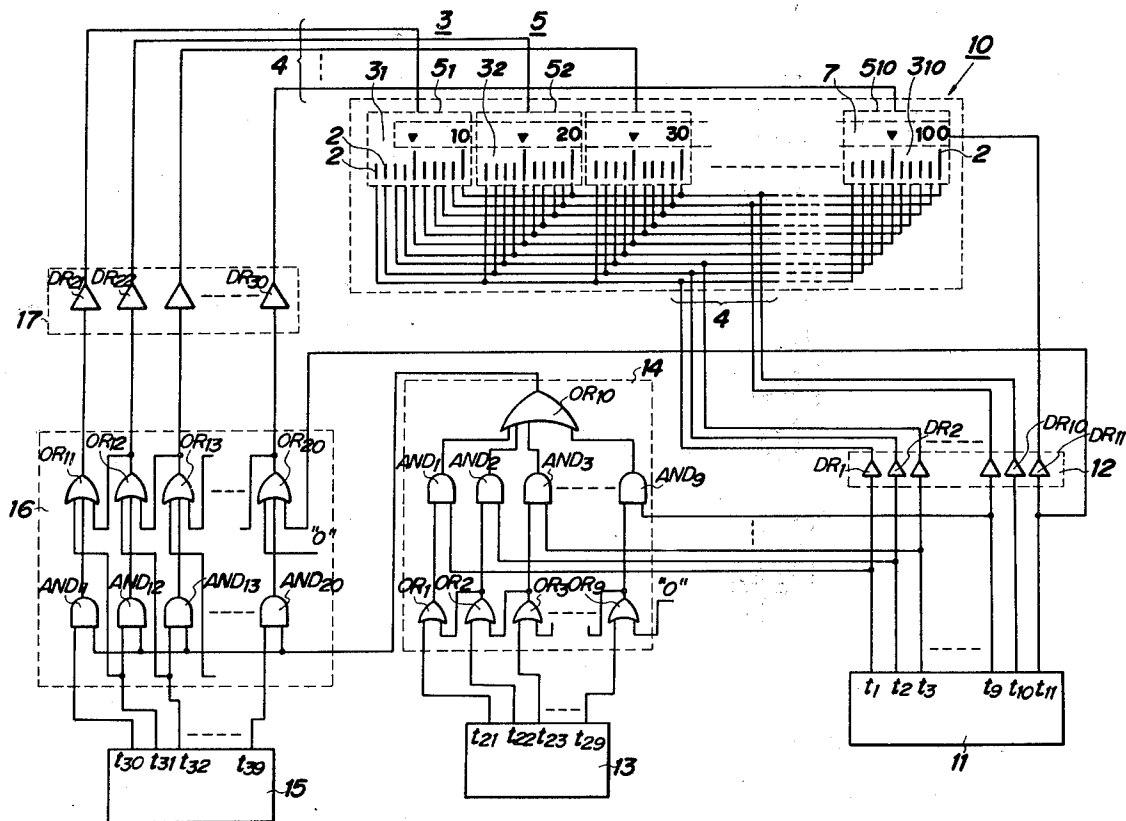 3 5 10
4 3₁ 5₁ 3₂ 5₂ 7 5₁₀ 3₁₀
10 20 30 100
2 2
2
4
DR₂₁ DR₂₂ DR₃₀
17
14
OR₁₀
OR₁₁ OR₁₂ OR₁₃ OR₂₀
AND₁ AND₂ AND₃ AND₉
DR₁ DR₂ DR₁₀ DR₁₁
12
16
"0"
AND₁₁ AND₁₂ AND₁₃ AND₂₀
OR₁ OR₂ OR₃ OR₉ "0"
t₁ t₂ t₃ t₉ t₁₀ t₁₁
11
t₂₁ t₂₂ t₂₃ t₂₉
13
t₃₀ t₃₁ t₃₂ t₃₉
15